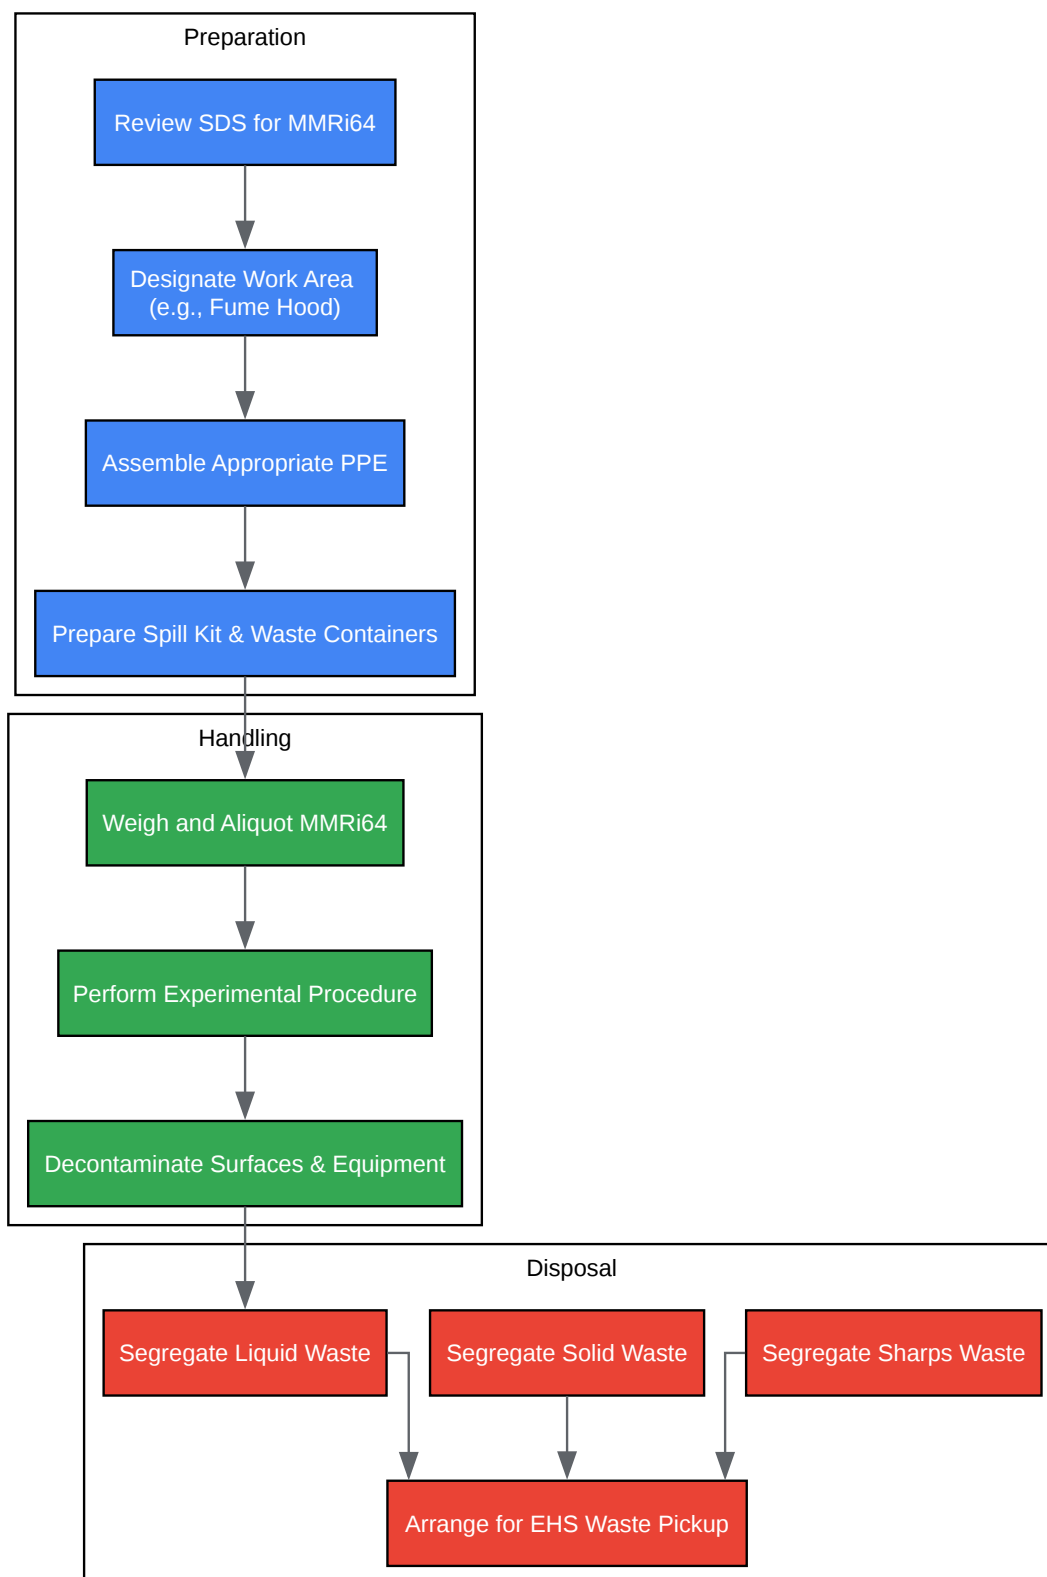 Preparation
Review SDS for MMRi64
Designate Work Area
(e.g., Fume Hood)
Assemble Appropriate PPE
Prepare Spill Kit & Waste Containers
Handling
Weigh and Aliquot MMRi64
Perform Experimental Procedure
Decontaminate Surfaces & Equipment
Disposal
Segregate Liquid Waste
Segregate Solid Waste
Segregate Sharps Waste
Arrange for EHS Waste Pickup